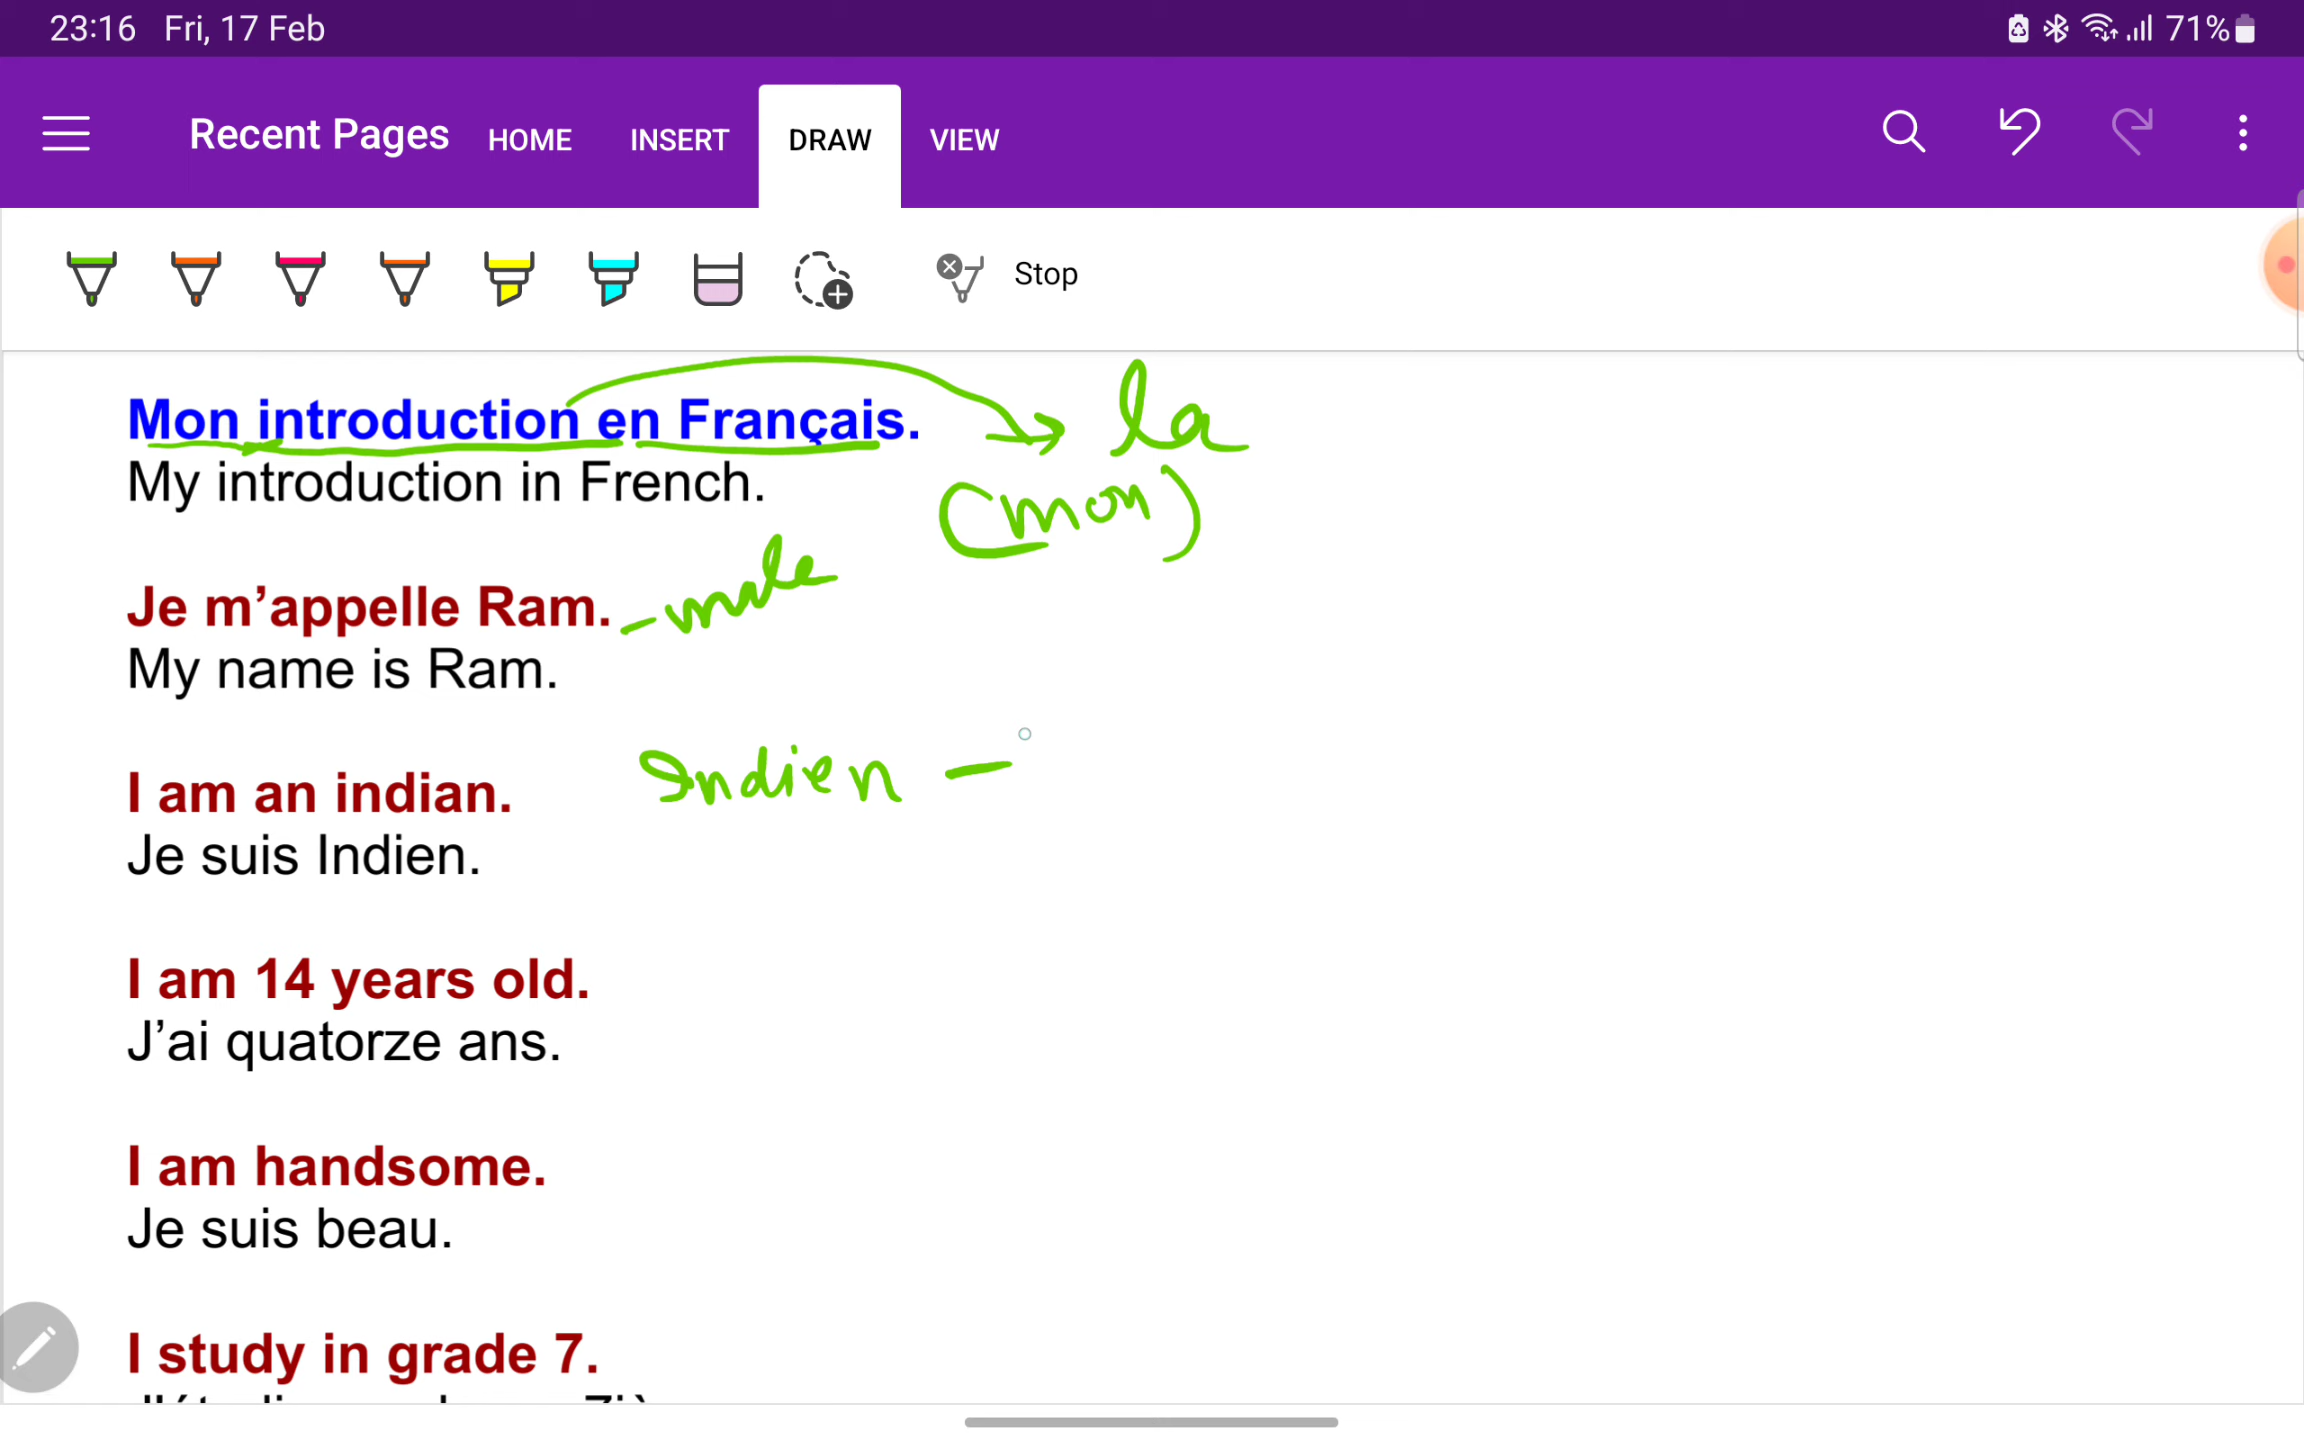 23:16 Fri, 17 Feb 71%
Recent Pages HOME INSERT DRAW VIEW
Stop
Mon introduction en Français. la
My introduction in French. (mon)
Je m’appelle Ram. - male
My name is Ram.
I am an indian. Indien —
Je suis Indien.
I am 14 years old.
J’ai quatorze ans.
I am handsome.
Je suis beau.
I study in grade 7.